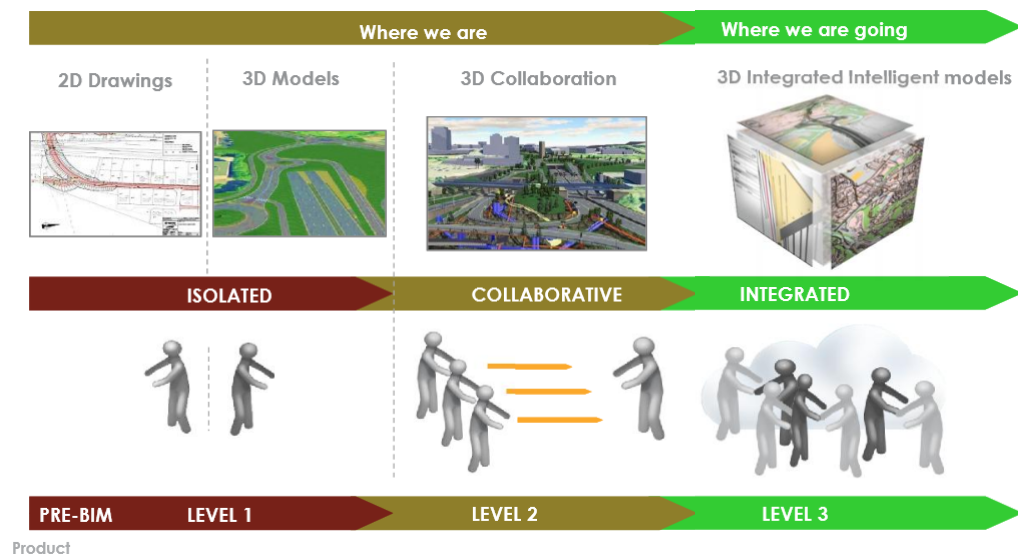 Where we are
Where we are going
2D Drawings
3D Models
3D Collaboration
3D Integrated Intelligent models
ISOLATED
COLLABORATIVE
INTEGRATED
PRE-BIM
LEVEL 1
LEVEL 2
LEVEL 3
Product